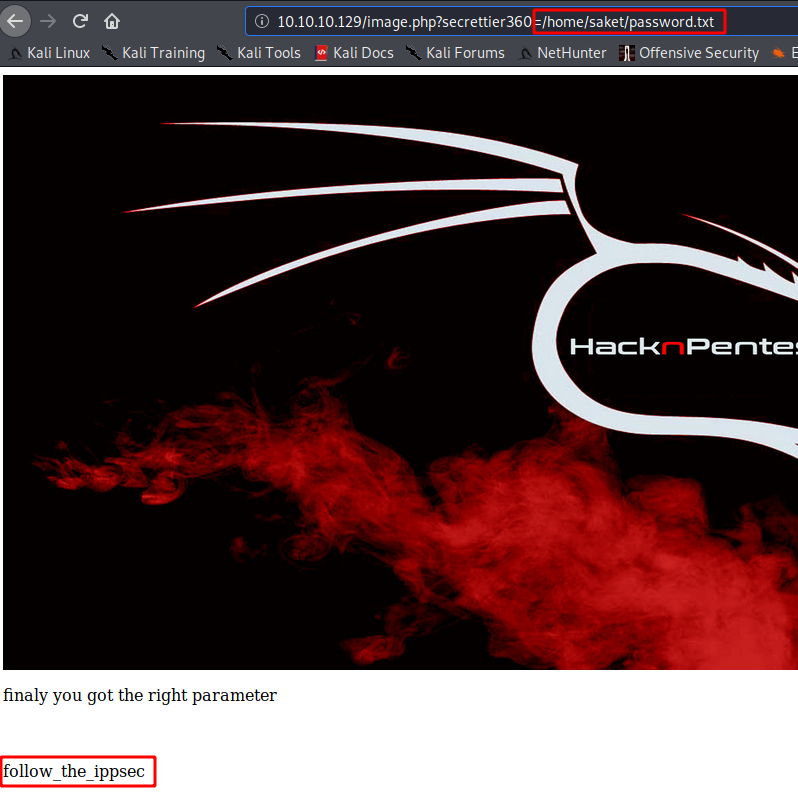 10.10.10.129/image.php?secrettier360=/home/saket/password.txt
Kali Linux Kali Training Kali Tools Kali Docs Kali Forums NetHunter Offensive Security E
HacknPentes
finaly you got the right parameter
follow_the_ippsec